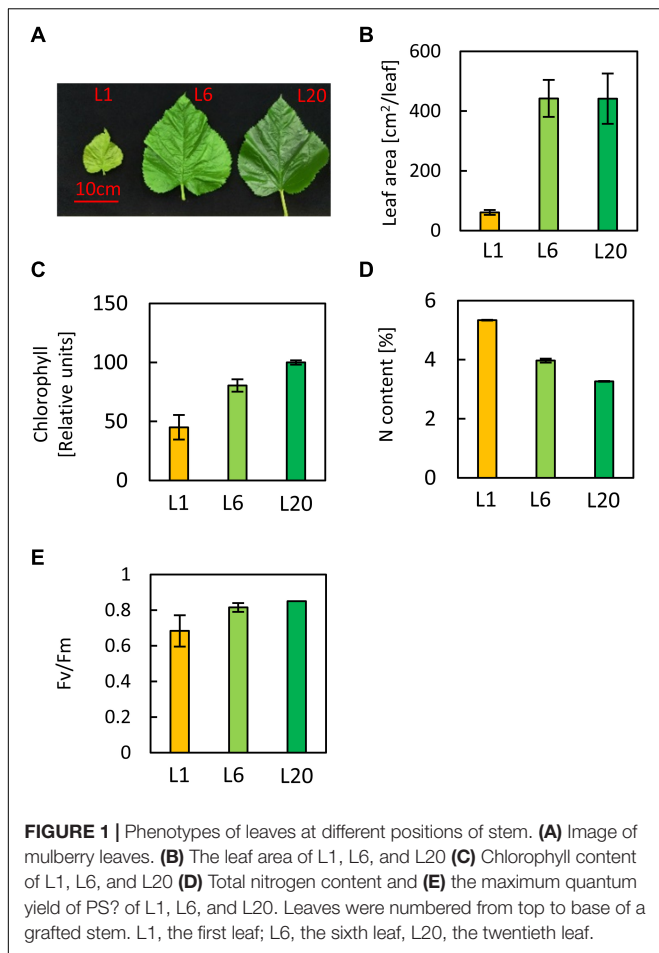 A
L1 L6 L20
10cm
B
Leaf area [cm²/leaf]
600
400
200
0
L1 L6 L20
C
Chlorophyll
[Relative units]
150
100
50
0
L1 L6 L20
D
N content [%]
6
4
2
0
L1 L6 L20
E
Fv/Fm
1
0.8
0.6
0.4
0.2
0
L1 L6 L20
FIGURE 1 | Phenotypes of leaves at different positions of stem. (A) Image of
mulberry leaves. (B) The leaf area of L1, L6, and L20 (C) Chlorophyll content
of L1, L6, and L20 (D) Total nitrogen content and (E) the maximum quantum
yield of PS? of L1, L6, and L20. Leaves were numbered from top to base of a
grafted stem. L1, the first leaf; L6, the sixth leaf, L20, the twentieth leaf.